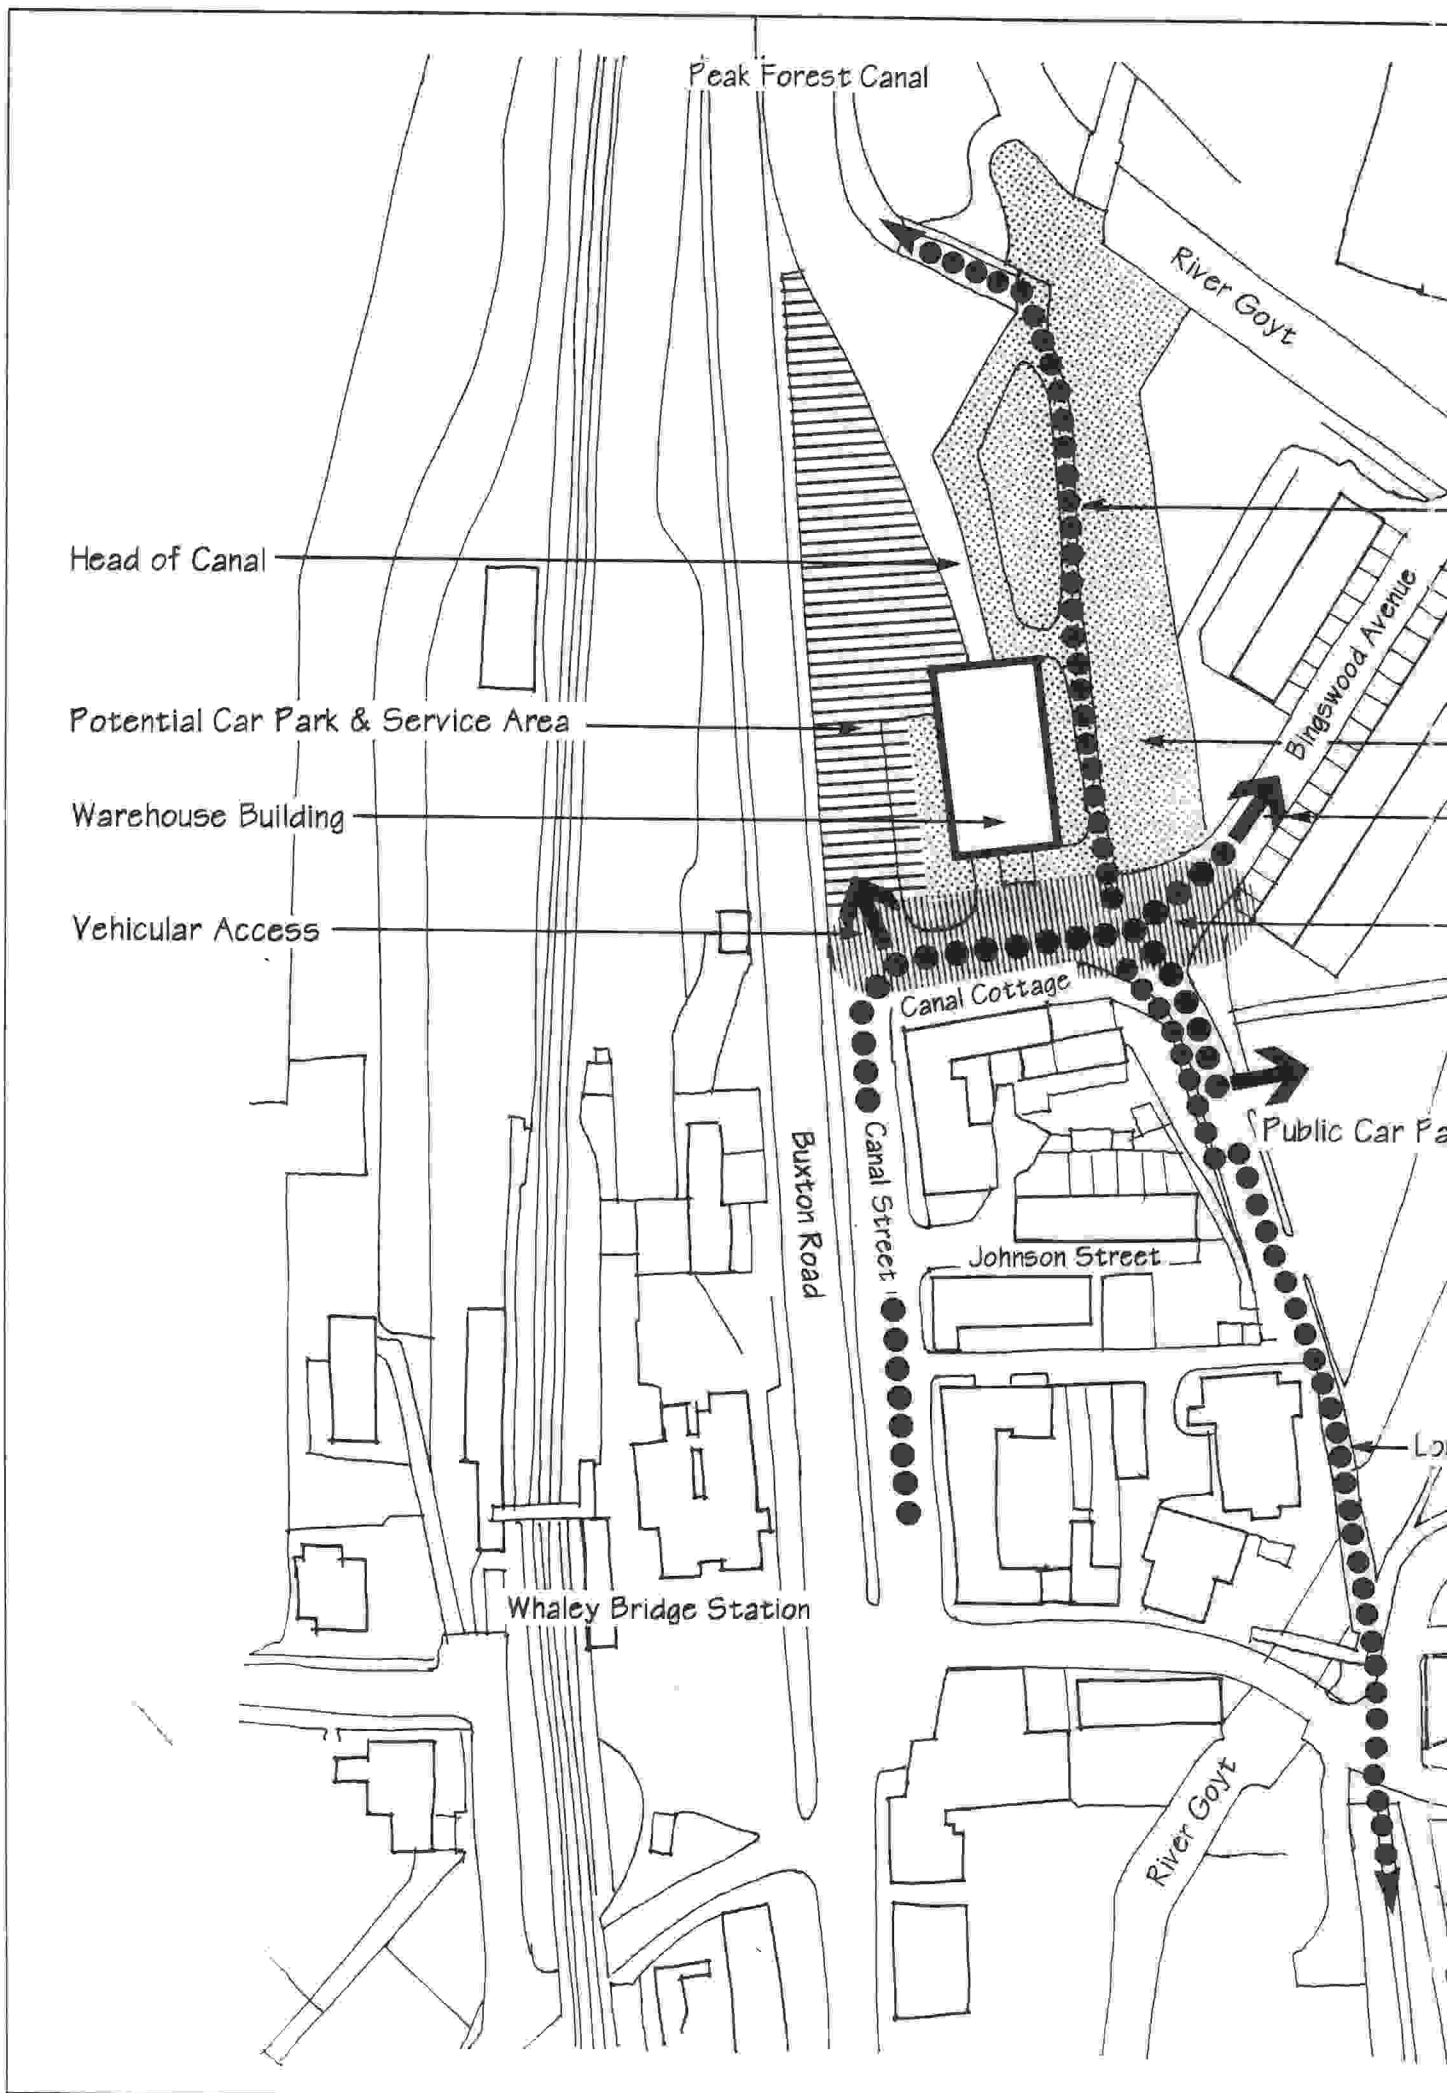 Peak Forest Canal
River Goyt
Head of Canal
Bingswood Avenue
Potential Car Park & Service Area
Warehouse Building
Vehicular Access
Canal Cottage
Public Car Pa
Canal Street
Buxton Road
Johnson Street
Lon
Whaley Bridge Station
River Goyt